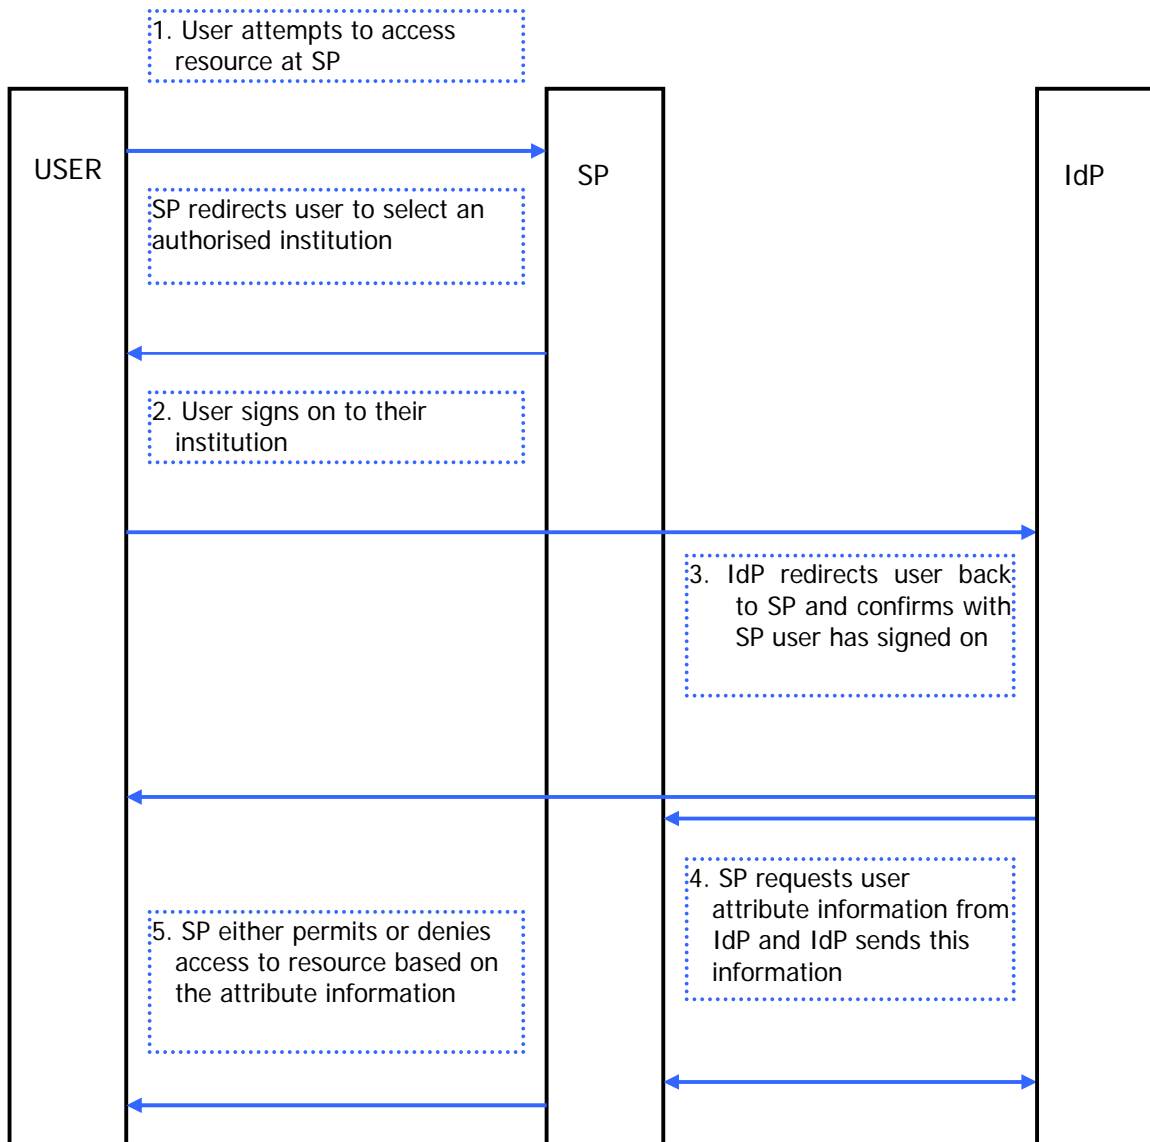 1. User attempts to access
resource at SP
USER
SP
IdP
SP redirects user to select an
authorised institution
2. User signs on to their
institution
3. IdP redirects user back
to SP and confirms with
SP user has signed on
4. SP requests user
attribute information from
IdP and IdP sends this
information
5. SP either permits or denies
access to resource based on
the attribute information